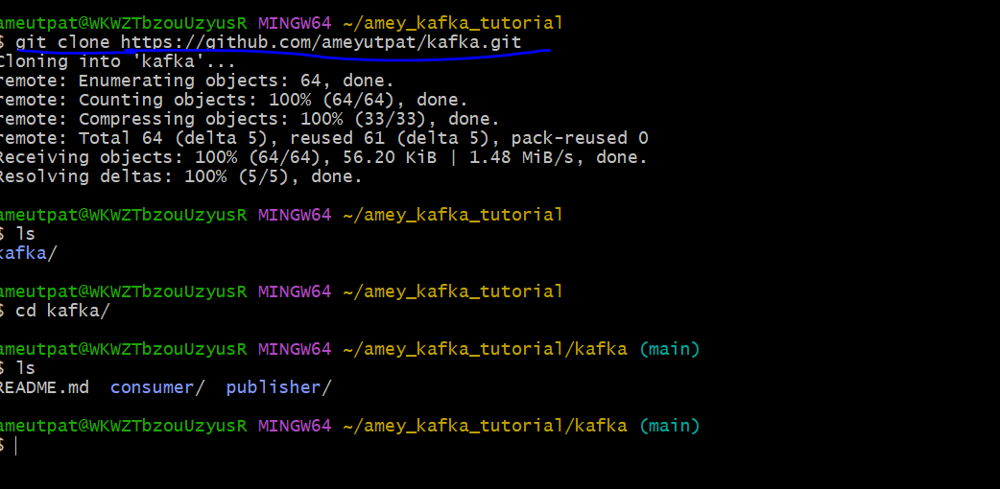 ameutpat@WKWZTbzouUzyusR MINGW64 ~/amey_kafka_tutorial
$ git clone https://github.com/ameyutpat/kafka.git
Cloning into 'kafka'...
remote: Enumerating objects: 64, done.
remote: Counting objects: 100% (64/64), done.
remote: Compressing objects: 100% (33/33), done.
remote: Total 64 (delta 5), reused 61 (delta 5), pack-reused 0
Receiving objects: 100% (64/64), 56.20 KiB | 1.48 MiB/s, done.
Resolving deltas: 100% (5/5), done.
ameutpat@WKWZTbzouUzyusR MINGW64 ~/amey_kafka_tutorial
$ ls
kafka/
ameutpat@WKWZTbzouUzyusR MINGW64 ~/amey_kafka_tutorial
$ cd kafka/
ameutpat@WKWZTbzouUzyusR MINGW64 ~/amey_kafka_tutorial/kafka (main)
$ ls
README.md consumer/ publisher/
ameutpat@WKWZTbzouUzyusR MINGW64 ~/amey_kafka_tutorial/kafka (main)
$